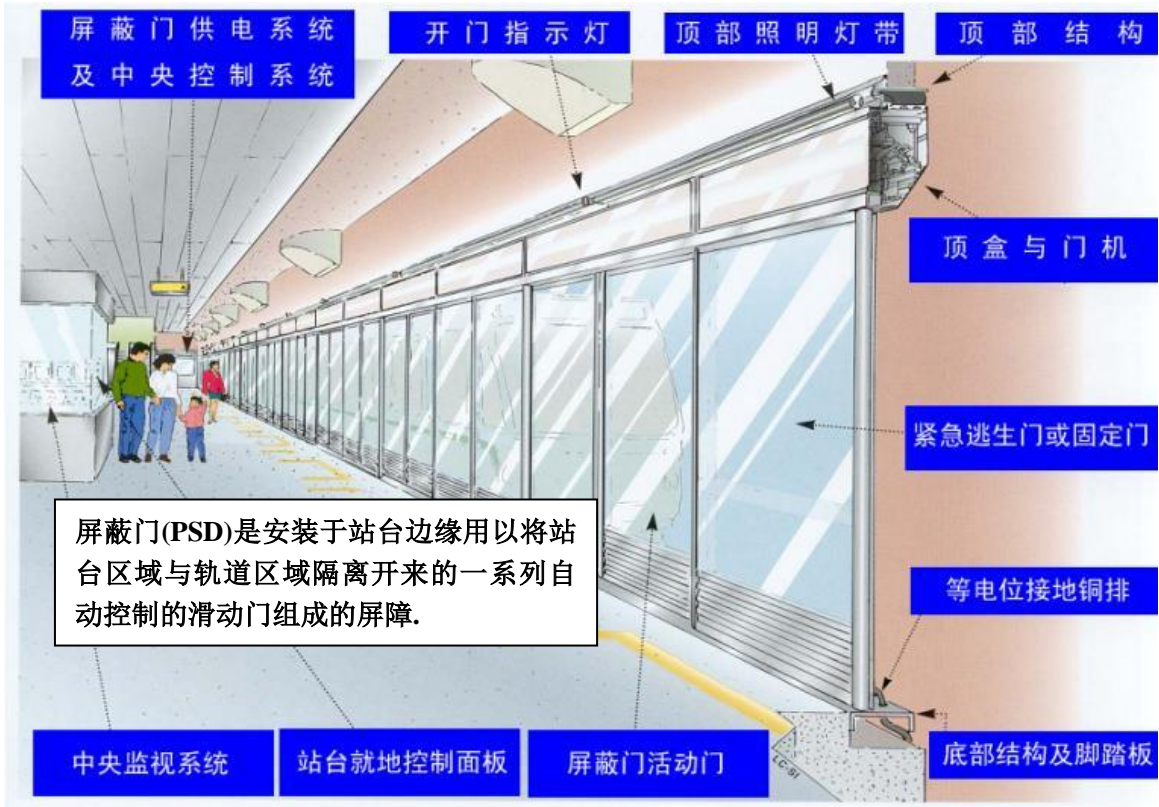 屏蔽门供电系统
及中央控制系统
开门指示灯
顶部照明灯带
顶部结构
顶盒与门机
紧急逃生门或固定门
屏蔽门(PSD)是安装于站台边缘用以将站
台区域与轨道区域隔离开来的一系列自
动控制的滑动门组成的屏障.
等电位接地铜排
中央监视系统
站台就地控制面板
屏蔽门活动门
底部结构及脚踏板
LC-SI